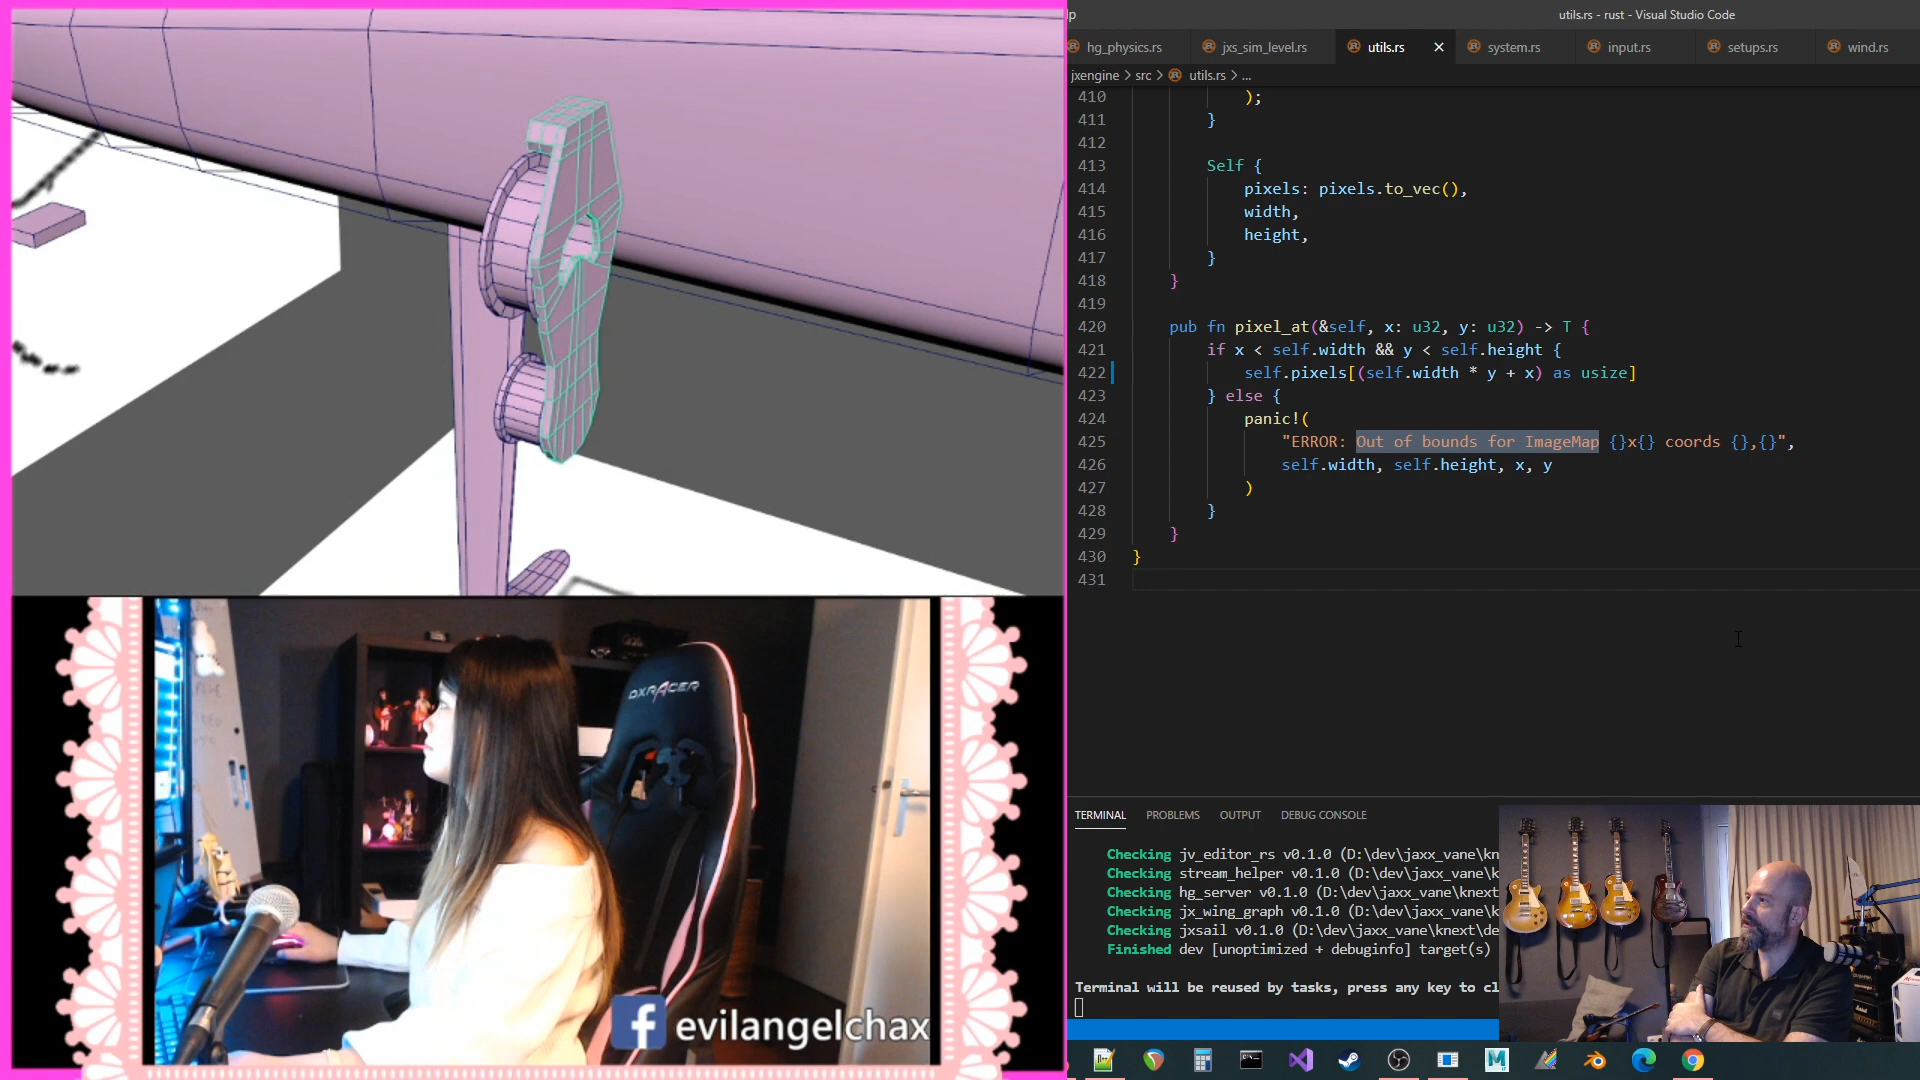 lp
utils.rs - rust - Visual Studio Code
hg_physics.rs
jxs_sim_level.rs
utils.rs
system.rs
input.rs
setups.rs
wind.rs
jxengine > src > utils.rs > ...
410 );
411 }
412
413 Self {
414 pixels: pixels.to_vec(),
415 width,
416 height,
417 }
418 }
419
420 pub fn pixel_at(&self, x: u32, y: u32) -> T {
421 if x < self.width && y < self.height {
422 self.pixels[(self.width * y + x) as usize]
423 } else {
424 panic!(
425 "ERROR: Out of bounds for ImageMap {}x{} coords {},{}",
426 self.width, self.height, x, y
427 )
428 }
429 }
430 }
431
TERMINAL PROBLEMS OUTPUT DEBUG CONSOLE
Checking jv_editor_rs v0.1.0 (D:\dev\jaxx_vane\kn
Checking stream_helper v0.1.0 (D:\dev\jaxx_vane\k
Checking hg_server v0.1.0 (D:\dev\jaxx_vane\knext
Checking jx_wing_graph v0.1.0 (D:\dev\jaxx_vane\k
Checking jxsail v0.1.0 (D:\dev\jaxx_vane\knext\de
Finished dev [unoptimized + debuginfo] target(s)
Terminal will be reused by tasks, press any key to cl
DXRACER
evilangelchax